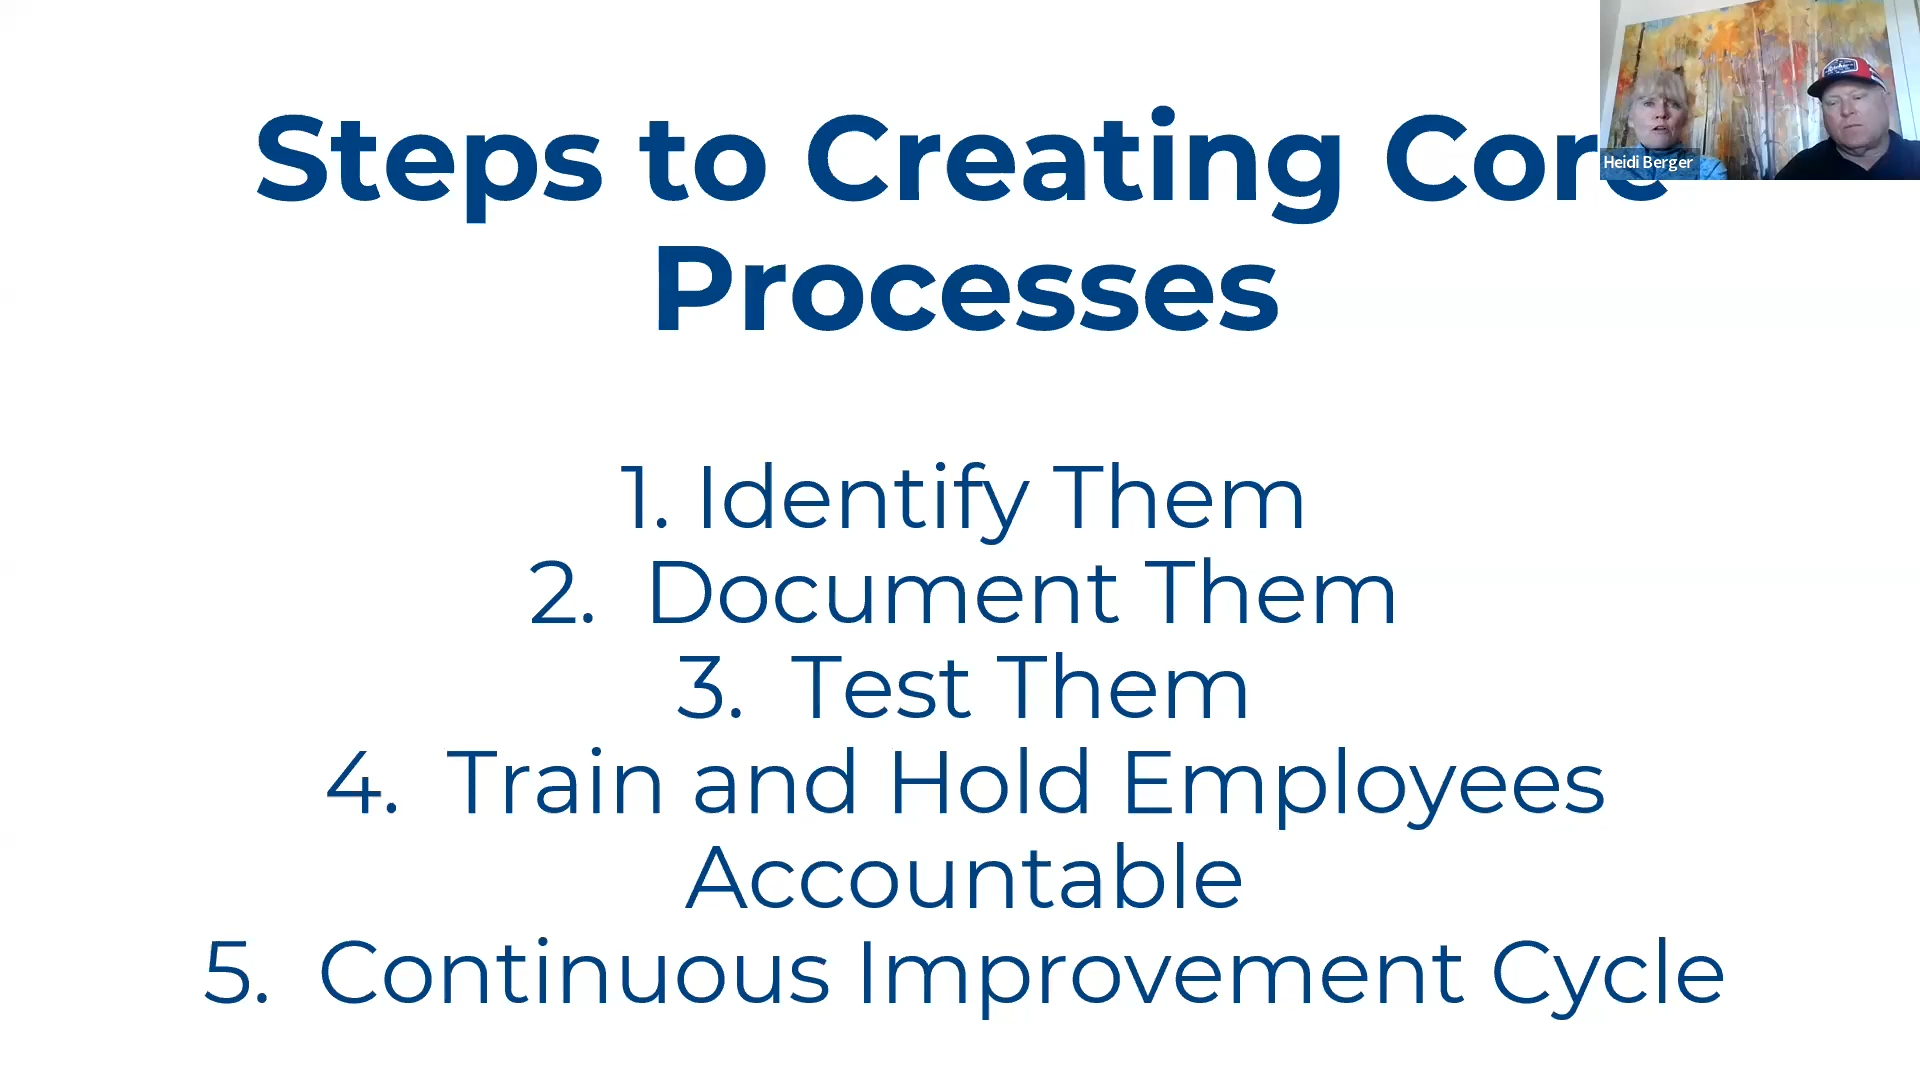 Steps to Creating Core
Processes
1. Identify Them
2. Document Them
3. Test Them
4. Train and Hold Employees
Accountable
5. Continuous Improvement Cycle
Heidi Berger